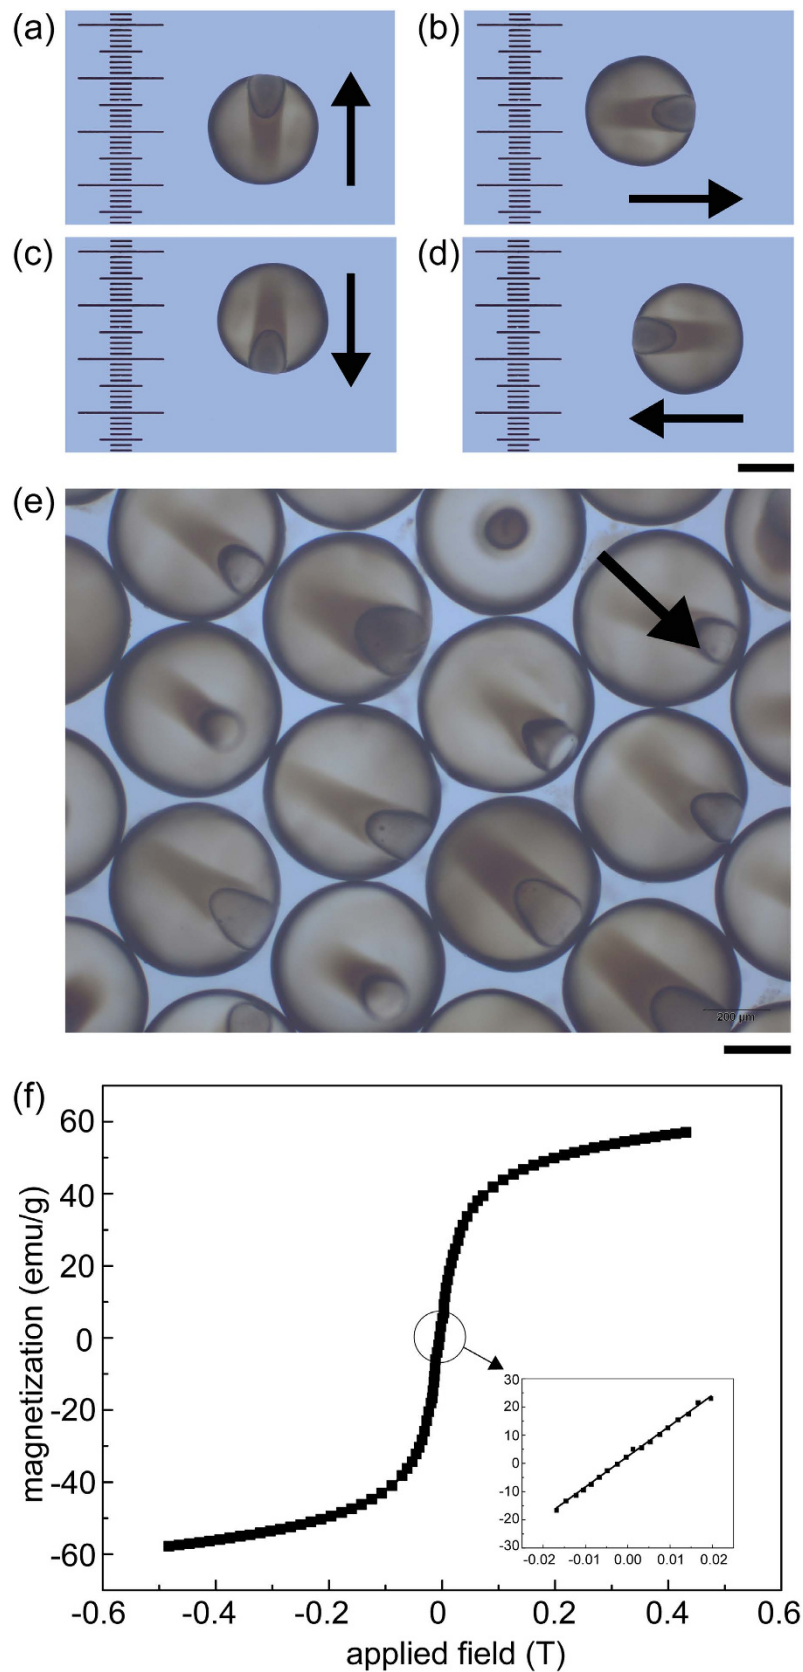 (a)
(b)
(c)
(d)
(e)
200 µm
(f)
magnetization (emu/g)
60
40
20
0
-20
-40
-60
30
20
10
0
-10
-20
-30
-0.02 -0.01 0.00 0.01 0.02
-0.6 -0.4 -0.2 0 0.2 0.4 0.6
applied field (T)